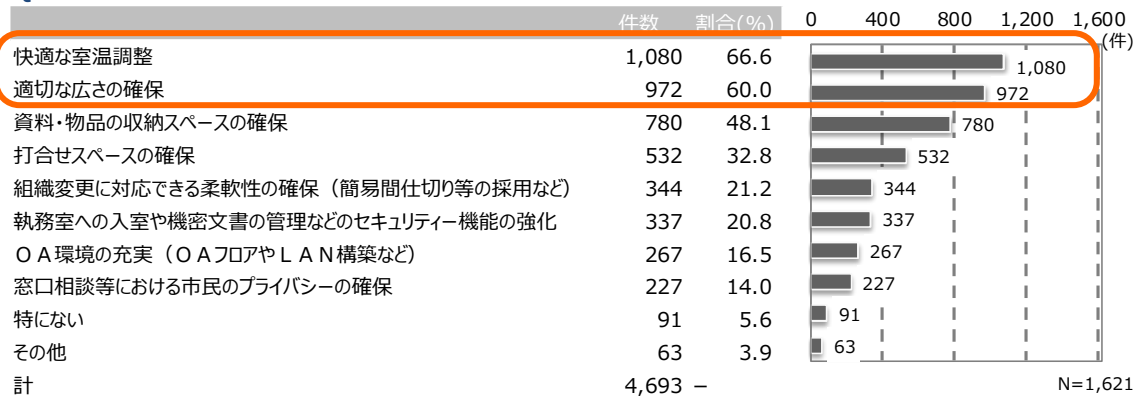 件数 割合(%) 0 400 800 1,200 1,600
(件)
快適な室温調整 1,080 66.6 1,080
適切な広さの確保 972 60.0 972
資料・物品の収納スペースの確保 780 48.1 780
打合せスペースの確保 532 32.8 532
組織変更に対応できる柔軟性の確保（簡易間仕切り等の採用など） 344 21.2 344
執務室への入室や機密文書の管理などのセキュリティー機能の強化 337 20.8 337
ＯＡ環境の充実（ＯＡフロアやＬＡＮ構築など） 267 16.5 267
窓口相談等における市民のプライバシーの確保 227 14.0 227
特にない 91 5.6 91
その他 63 3.9 63
計 4,693 − N=1,621